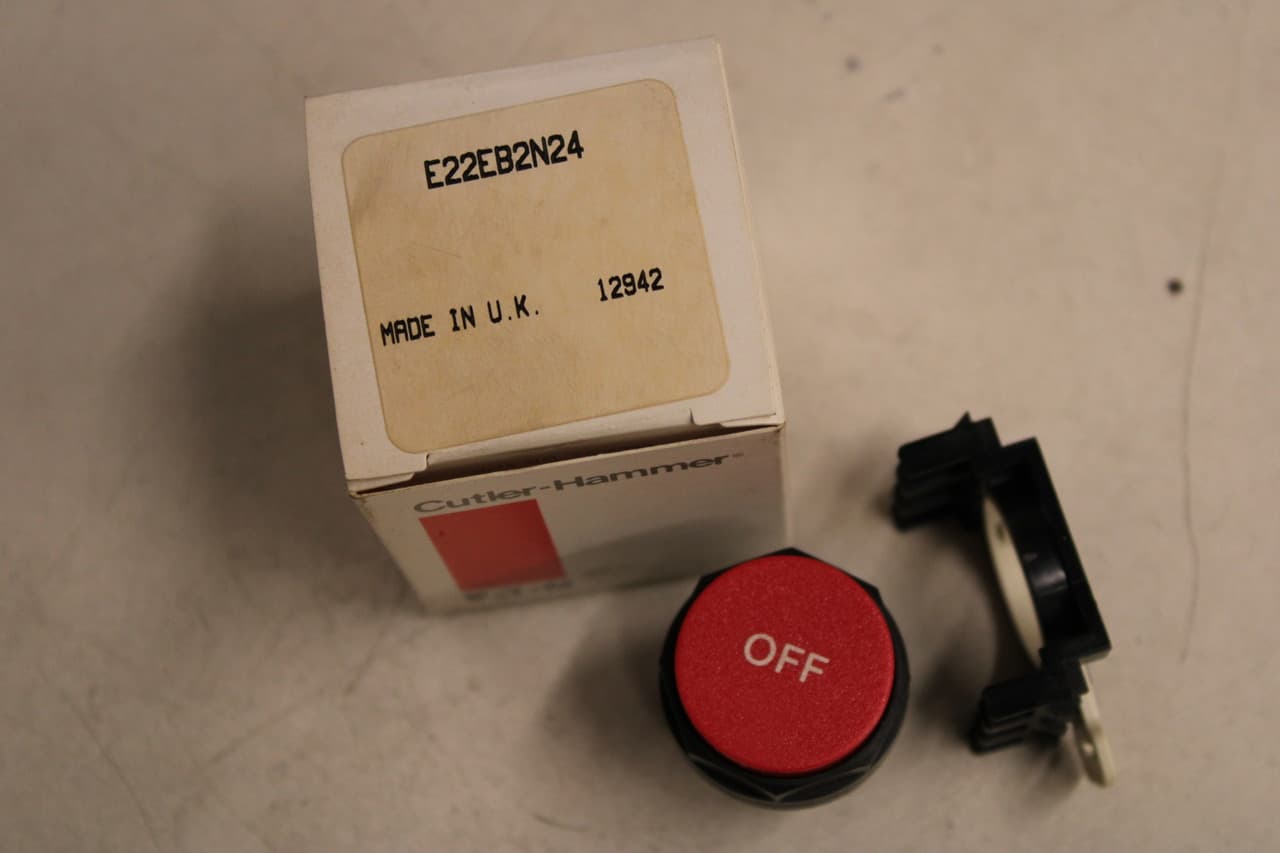 E22EB2N24
MADE IN U.K. 12942
Cutler-Hammer
OFF